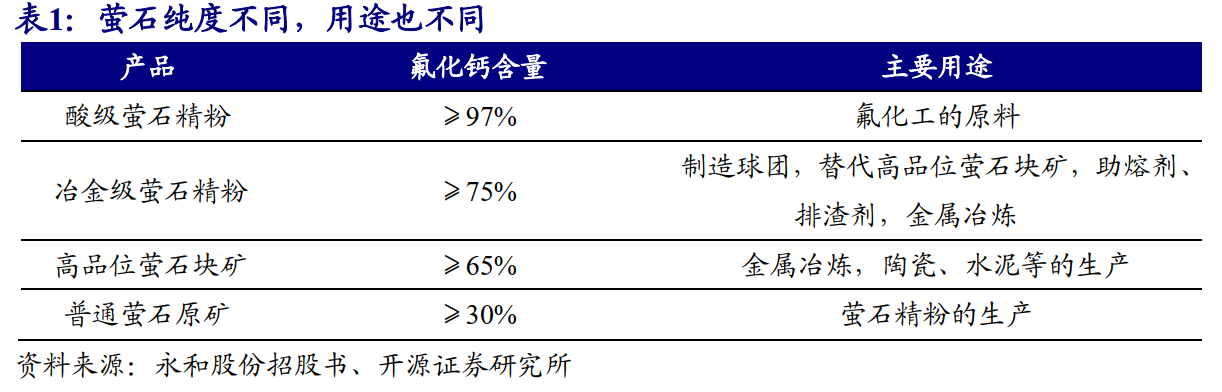 表1：萤石纯度不同，用途也不同
产品 氟化钙含量 主要用途
酸级萤石精粉 ≥97% 氟化工的原料
冶金级萤石精粉 ≥75% 制造球团，替代高品位萤石块矿，助熔剂、
排渣剂，金属冶炼
高品位萤石块矿 ≥65% 金属冶炼，陶瓷、水泥等的生产
普通萤石原矿 ≥30% 萤石精粉的生产
资料来源：永和股份招股书、开源证券研究所